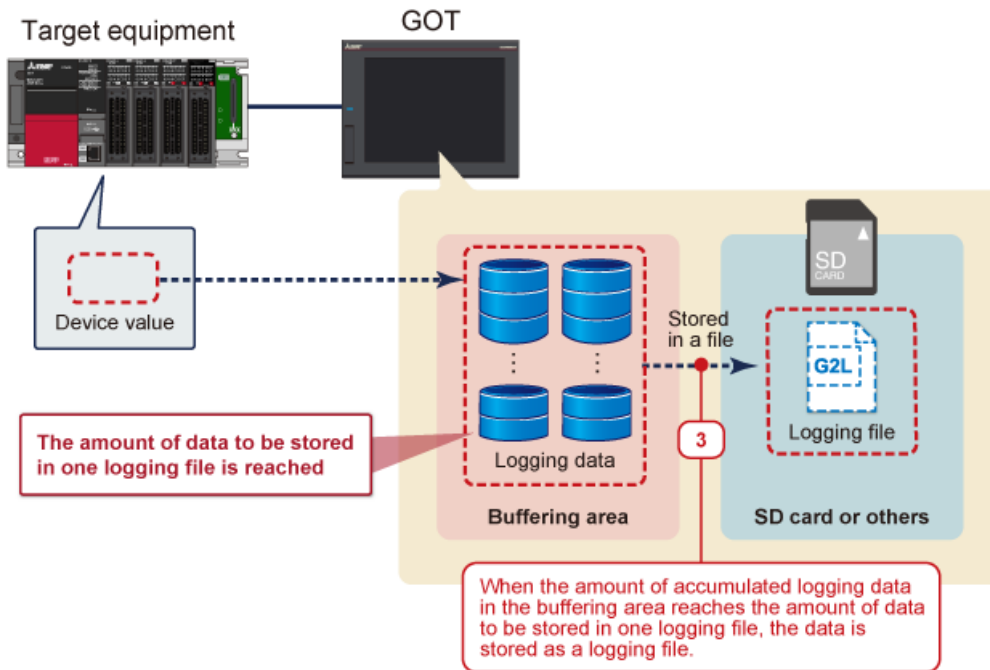 Target equipment
GOT
SD
CARD
Device value
Stored
in a file
G2L
The amount of data to be stored
in one logging file is reached
Logging data
3
Logging file
Buffering area
SD card or others
When the amount of accumulated logging data
in the buffering area reaches the amount of data
to be stored in one logging file, the data is
stored as a logging file.